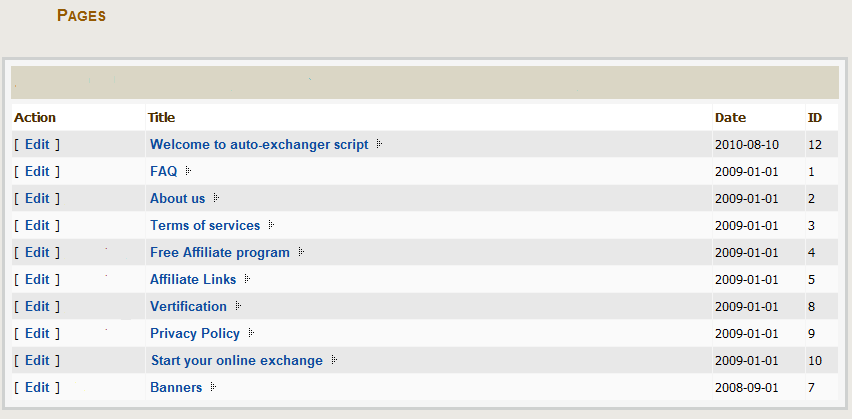 PAGES
Action Title Date ID
[ Edit ] Welcome to auto-exchanger script 2010-08-10 12
[ Edit ] FAQ 2009-01-01 1
[ Edit ] About us 2009-01-01 2
[ Edit ] Terms of services 2009-01-01 3
[ Edit ] Free Affiliate program 2009-01-01 4
[ Edit ] Affiliate Links 2009-01-01 5
[ Edit ] Vertification 2009-01-01 8
[ Edit ] Privacy Policy 2009-01-01 9
[ Edit ] Start your online exchange 2009-01-01 10
[ Edit ] Banners 2008-09-01 7